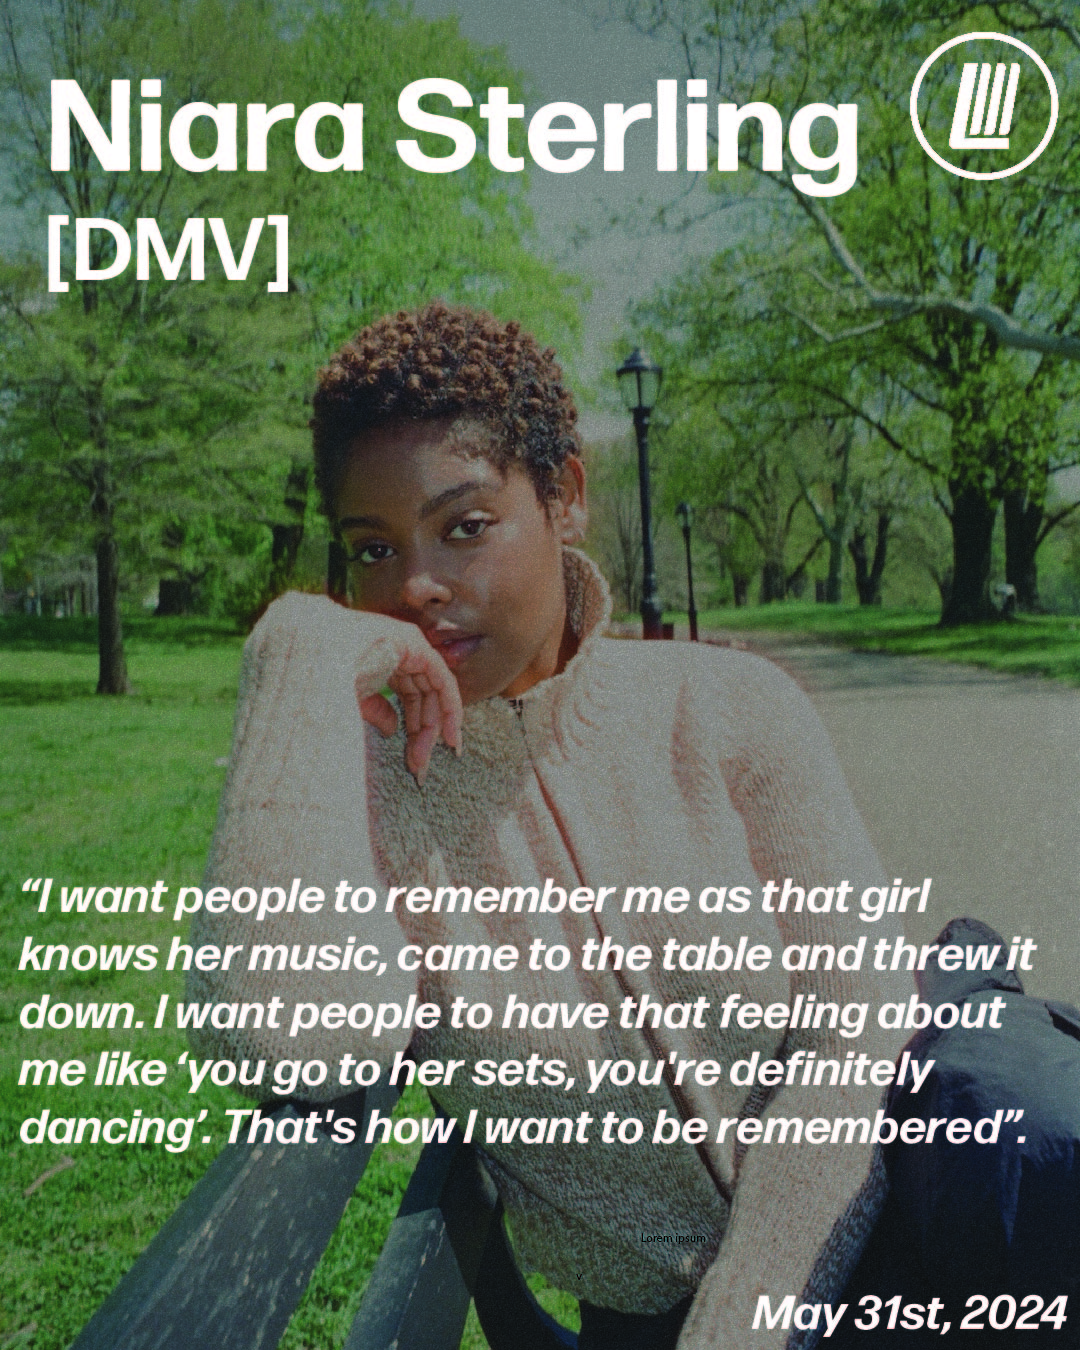 Niara Sterling
[DMV]
“I want people to remember me as that girl
knows her music, came to the table and threw it
down. I want people to have that feeling about
me like ‘you go to her sets, you're definitely
dancing’. That's how I want to be remembered”.
Lorem ipsum
v
May 31st, 2024